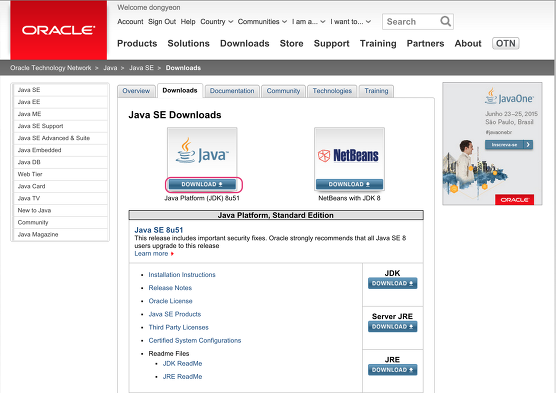 Welcome dongyeon
Account Sign Out Help Country Communities I am a... I want to... Search
ORACLE
Products Solutions Downloads Store Support Training Partners About OTN
Oracle Technology Network > Java > Java SE > Downloads
Java SE
Java EE
Java ME
Java SE Support
Java SE Advanced & Suite
Java Embedded
Java DB
Web Tier
Java Card
Java TV
New to Java
Community
Java Magazine
Overview Downloads Documentation Community Technologies Training
Java SE Downloads
Java
DOWNLOAD
Java Platform (JDK) 8u51
NetBeans
DOWNLOAD
NetBeans with JDK 8
Java Platform, Standard Edition
Java SE 8u51
This release includes important security fixes. Oracle strongly recommends that all Java SE 8
users upgrade to this release
Learn more
Installation Instructions
Release Notes
Oracle License
Java SE Products
Third Party Licenses
Certified System Configurations
Readme Files
JDK ReadMe
JRE ReadMe
JDK
DOWNLOAD
Server JRE
DOWNLOAD
JRE
DOWNLOAD
JavaOne
Junho 23-25, 2015
São Paulo, Brasil
#javaonebr
Inscreva-se
ORACLE